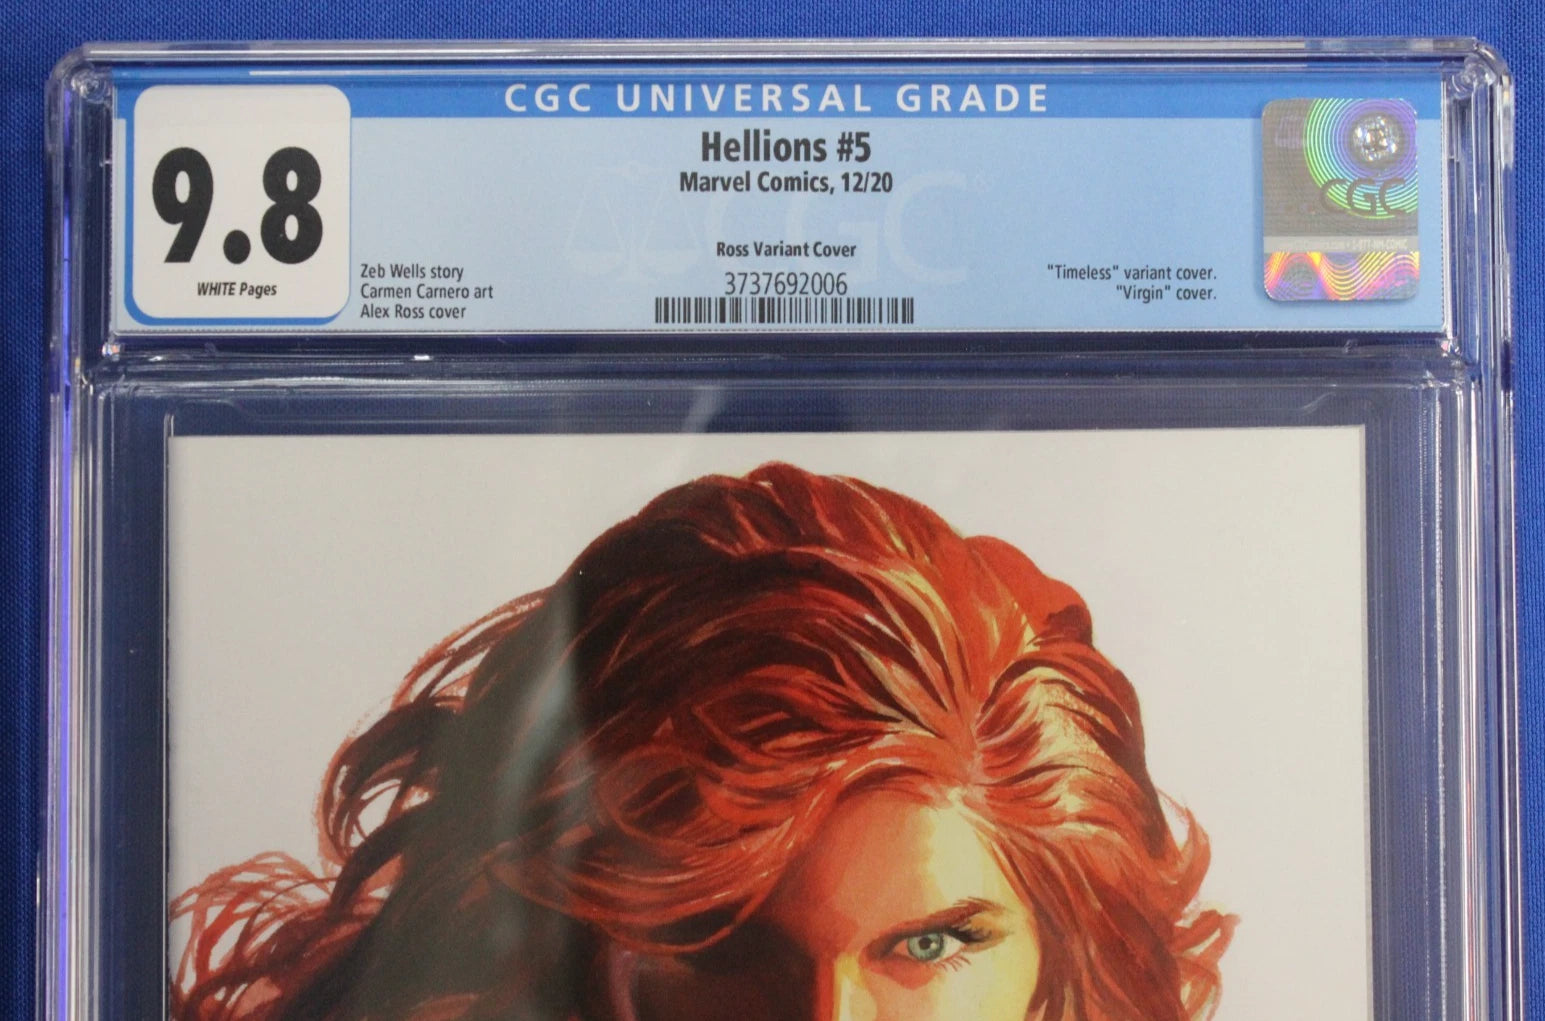 CGC UNIVERSAL GRADE
9.8
WHITE Pages
Hellions #5
Marvel Comics, 12/20
Ross Variant Cover
3737692006
Zeb Wells story
Carmen Carnero art
Alex Ross cover
"Timeless" variant cover.
"Virgin" cover.
CGC
CGC